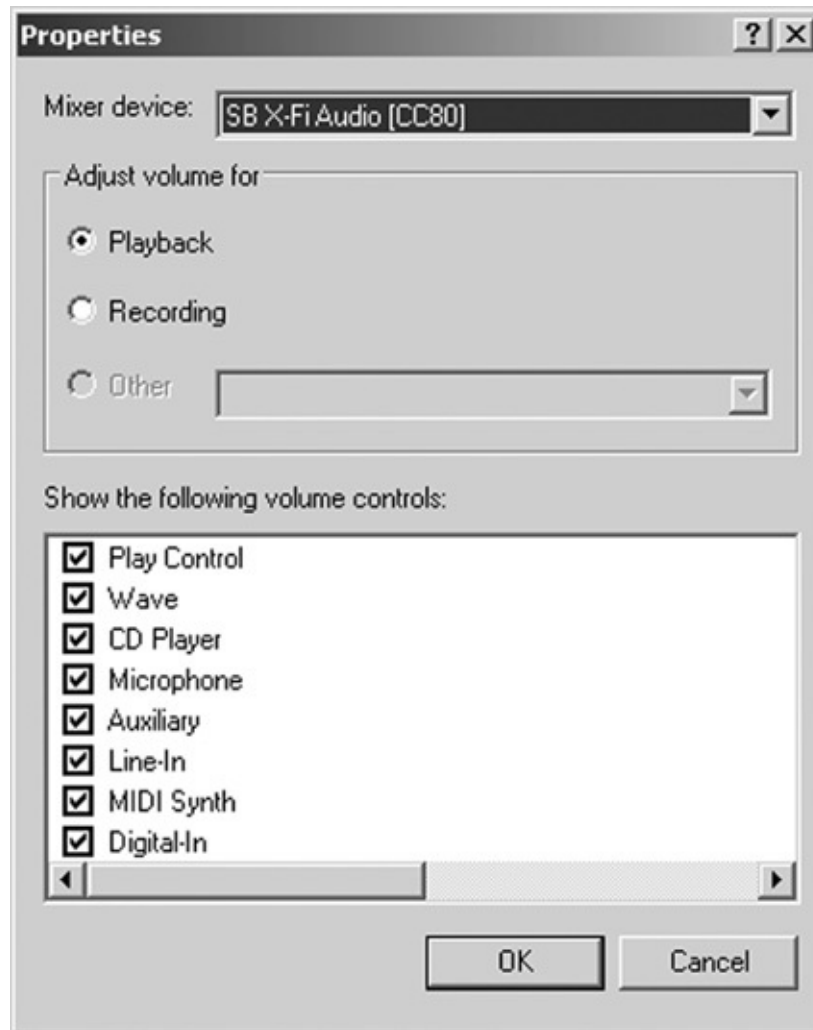 Properties
Mixer device: SB X-Fi Audio [CC80]
Adjust volume for
Playback
Recording
Other
Show the following volume controls:
Play Control
Wave
CD Player
Microphone
Auxiliary
Line-In
MIDI Synth
Digital-In
OK Cancel